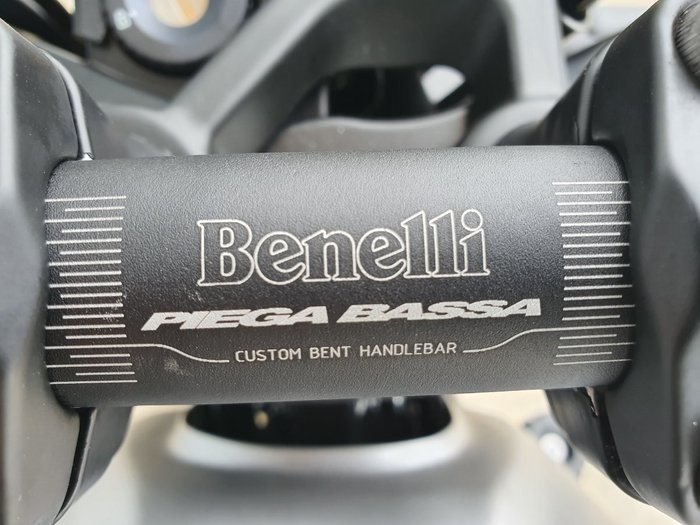 Benelli
PIEGA BASSA
CUSTOM BENT HANDLEBAR